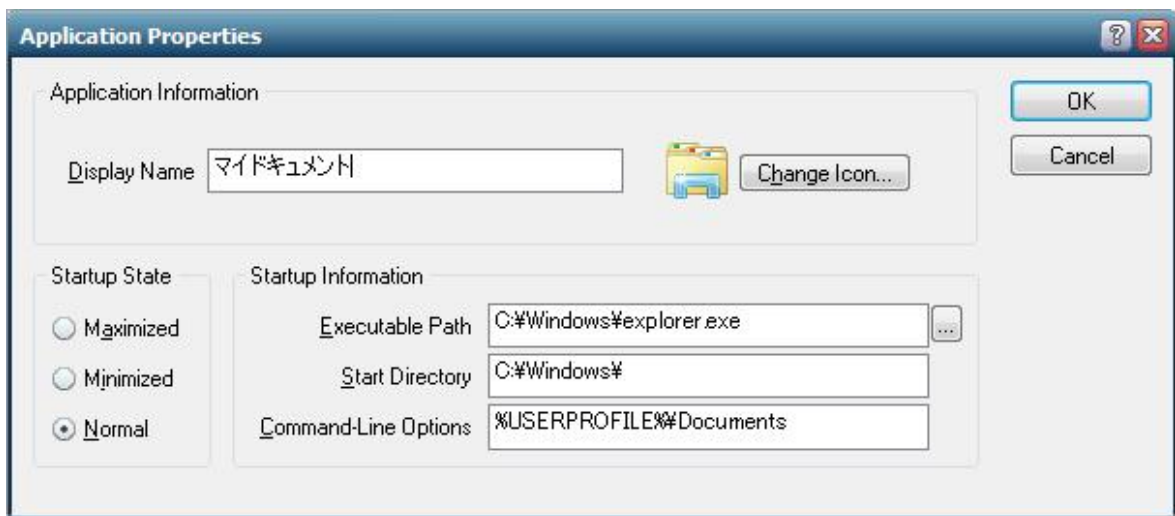 Application Properties
?
Application Information
OK
Display Name マイドキュメント
Change Icon...
Cancel
Startup State
Startup Information
Maximized
Executable Path C:¥Windows¥explorer.exe ...
Minimized
Start Directory C:¥Windows¥
Normal
Command-Line Options %USERPROFILE%¥Documents